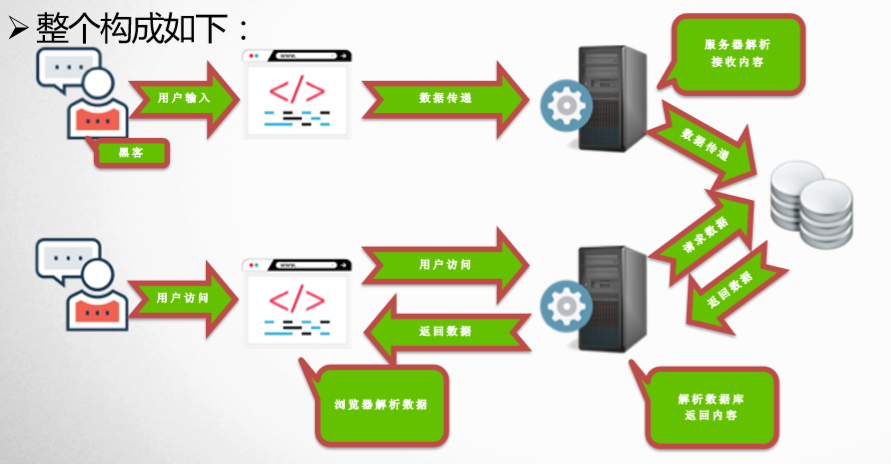 ➢ 整个构成如下：
服务器解析
接收内容
www.
用户输入
</>
数据传递
黑客
数据传递
请求数据
www.
用户访问
用户访问
</>
返回数据
返回数据
浏览器解析数据
解析数据库
返回内容